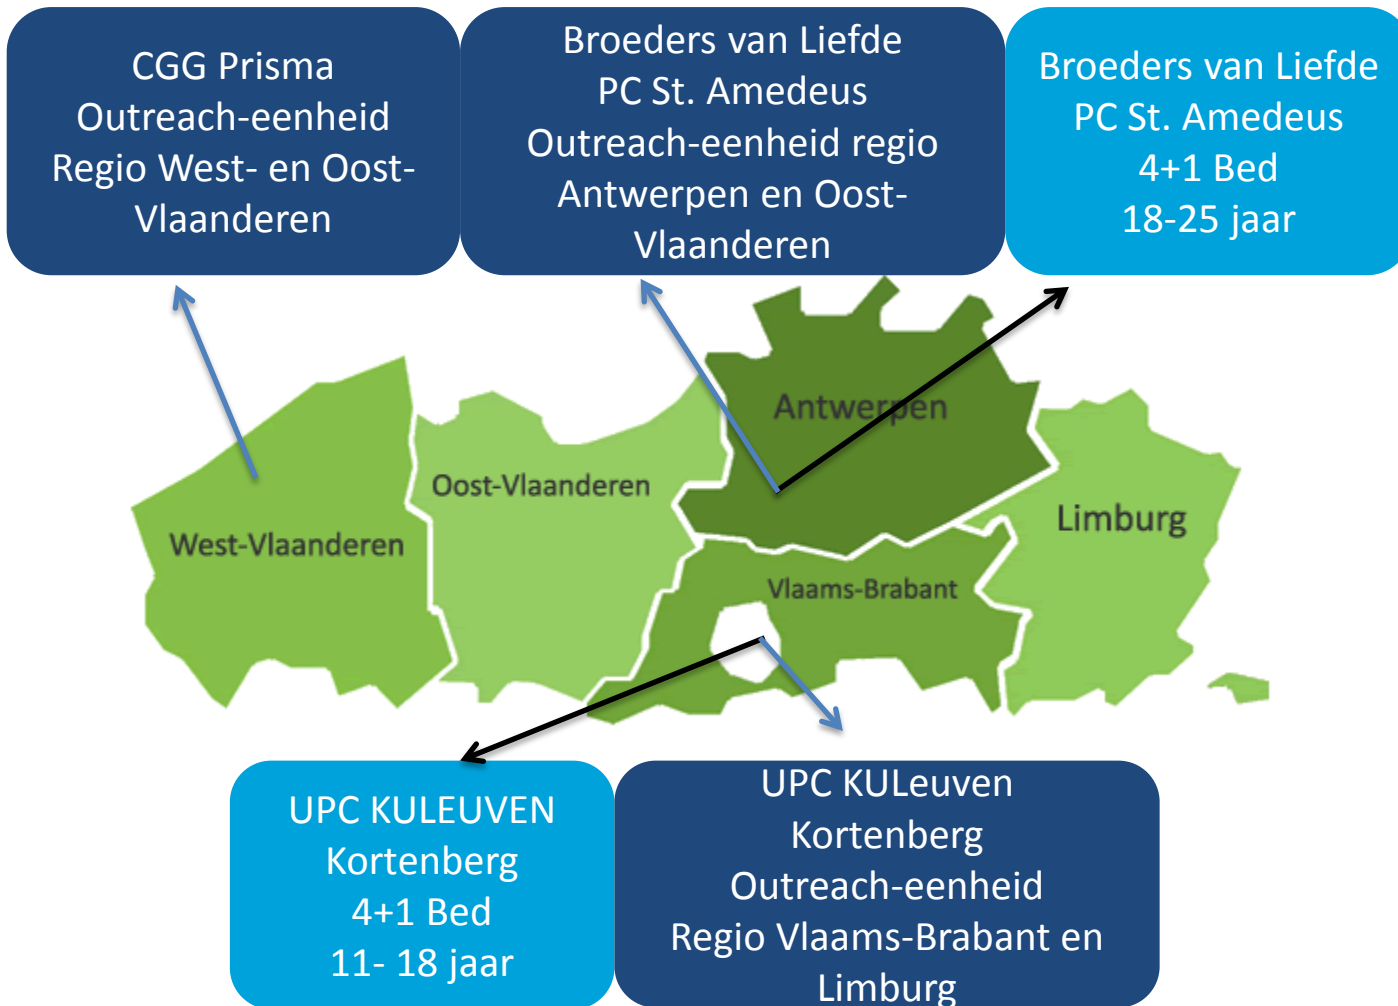 CGG Prisma
Outreach-eenheid
Regio West- en Oost-
Vlaanderen
Broeders van Liefde
PC St. Amedeus
Outreach-eenheid regio
Antwerpen en Oost-
Vlaanderen
Broeders van Liefde
PC St. Amedeus
4+1 Bed
18-25 jaar
Antwerpen
Oost-Vlaanderen
Limburg
West-Vlaanderen
Vlaams-Brabant
UPC KULEUVEN
Kortenberg
4+1 Bed
11- 18 jaar
UPC KULeuven
Kortenberg
Outreach-eenheid
Regio Vlaams-Brabant en
Limburg